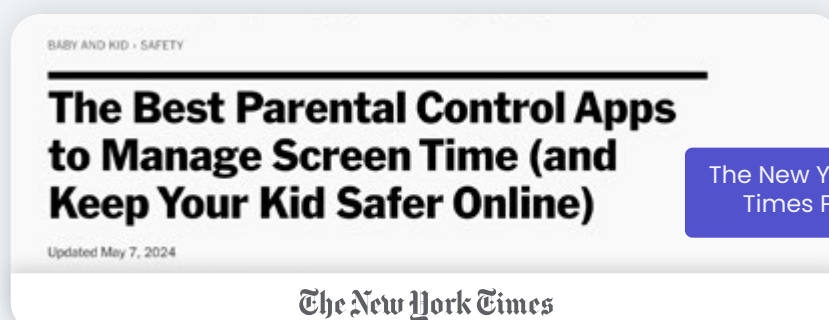 BABY AND KID › SAFETY
The Best Parental Control Apps
to Manage Screen Time (and
Keep Your Kid Safer Online)
The New Y
Times F
Updated May 7, 2024
The New York Times